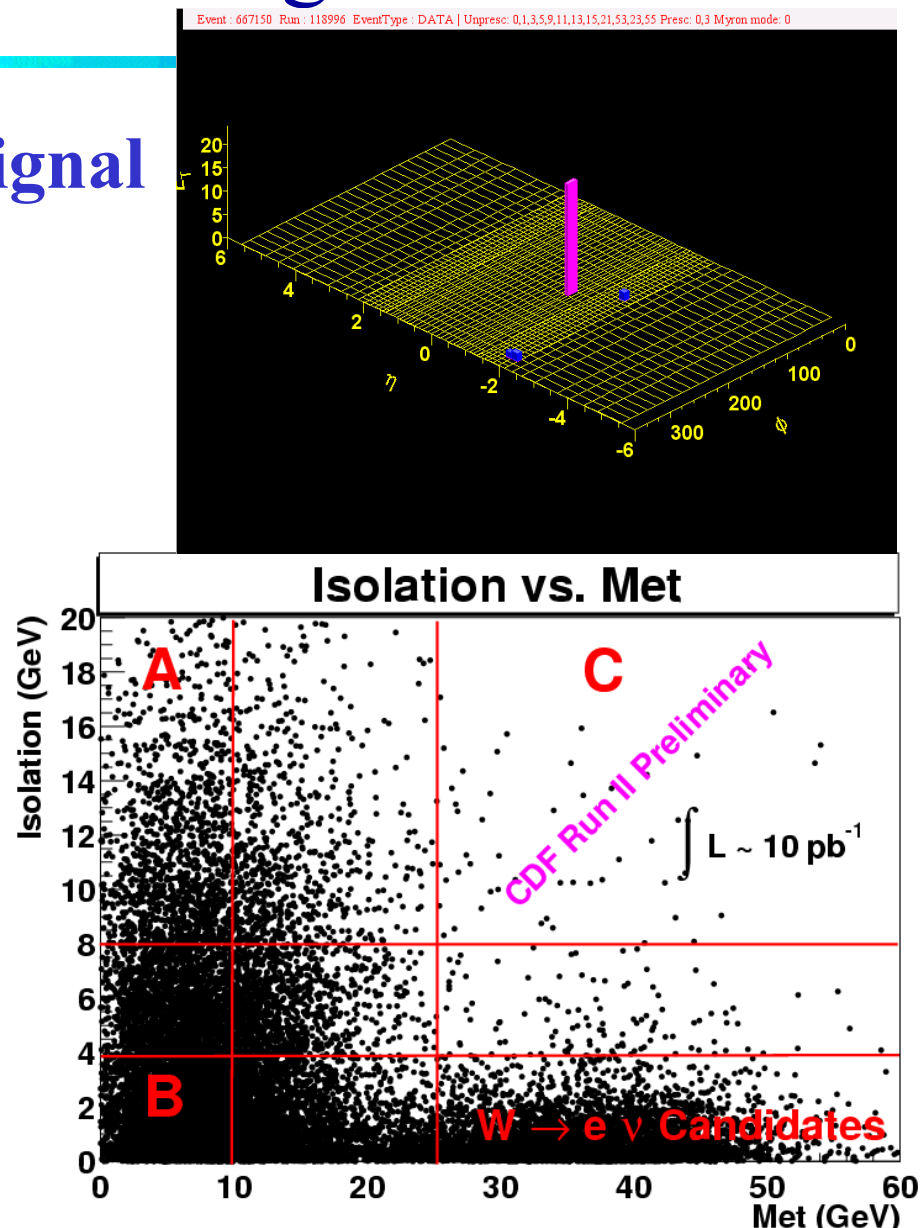 Event : 667150 Run : 118996 EventType : DATA | Unpresc: 0,1,3,5,9,11,13,15,21,53,23,55 Presc: 0,3 Myron mode: 0
ignal
20
15
10
5
0
6
4
2
0
-2
-4
-6
η
300
200
100
0
ϕ
Isolation vs. Met
Isolation (GeV)
20
18
16
14
12
10
8
6
4
2
0
A
C
B
CDF Run II Preliminary
∫ L ~ 10 pb⁻¹
W → e ν Candidates
0 10 20 30 40 50 60
Met (GeV)